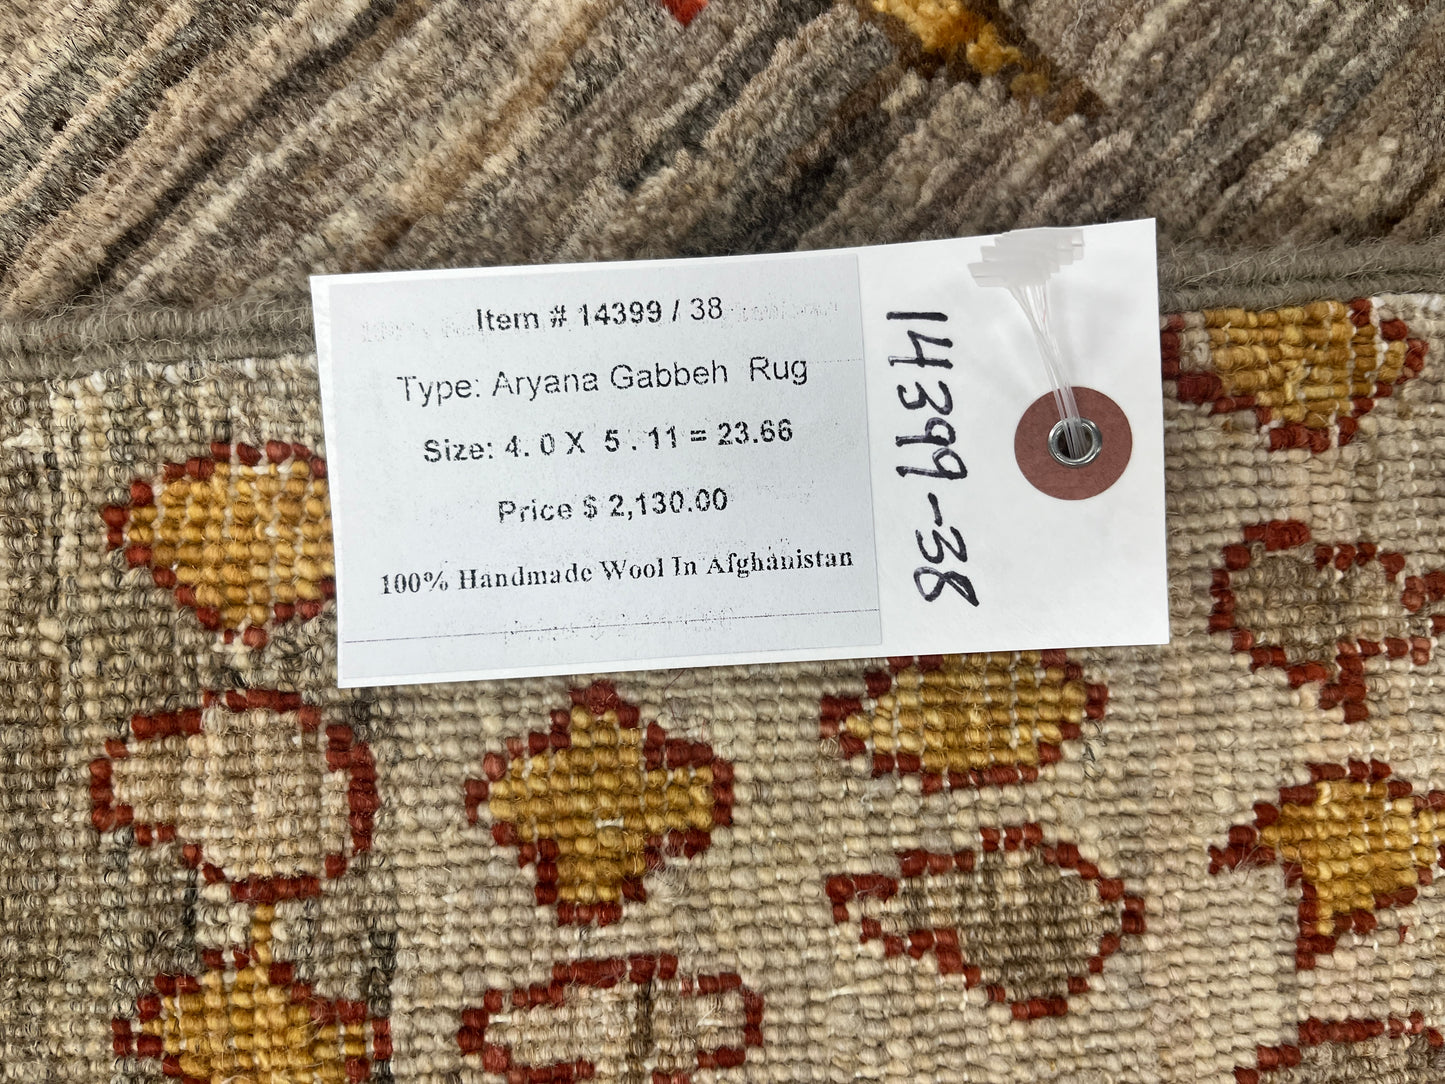 Item # 14399 / 38
Type: Aryana Gabbeh Rug
Size: 4. 0 X 5 . 11 = 23.66
Price $ 2,130.00
100% Handmade Wool In Afghanistan
14399-38